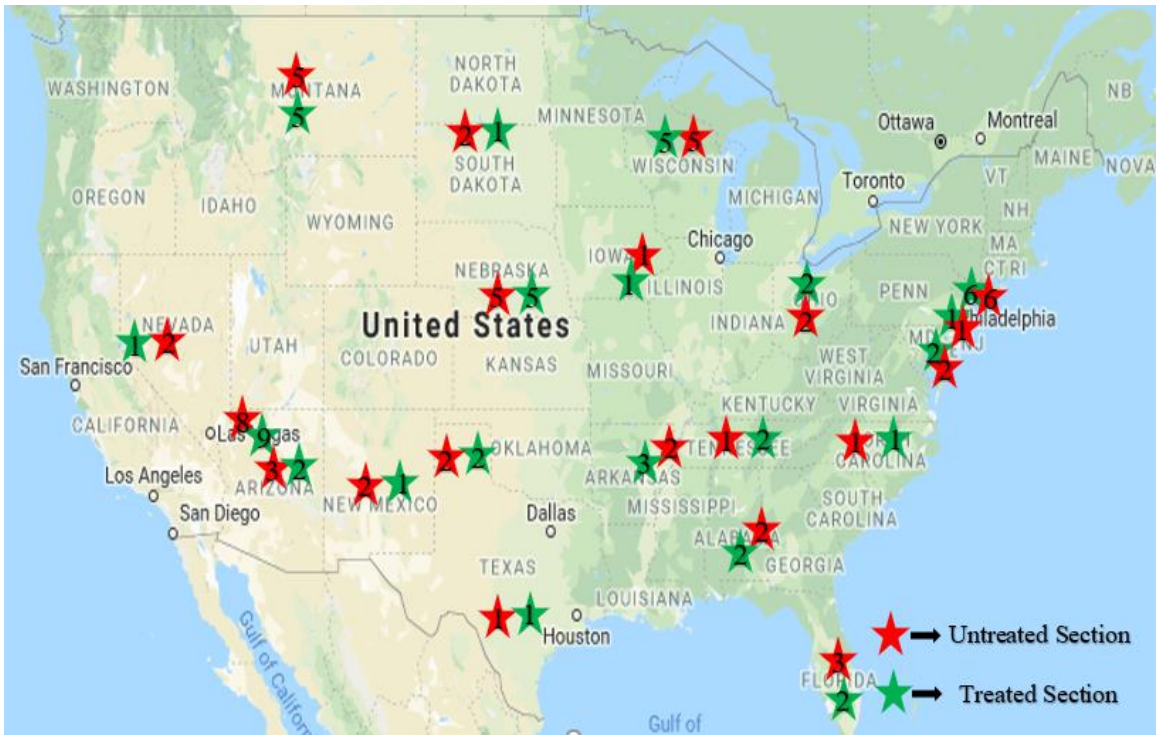 NORTH
DAKOTA
WASHINGTON
5
MONTANA
5
2
1
MINNESOTA
5
5
WISCONSIN
Ottawa
Montreal
NB
MAINE
NOVA
SOUTH
DAKOTA
OREGON
IDAHO
WYOMING
MICHIGAN
Toronto
VT
NH
NEW YORK
MA
CT RI
Chicago
IOWA
1
1
ILLINOIS
NEBRASKA
5
5
2
OHIO
2
INDIANA
PENN
6
6
1
Philadelphia
1
MD
NJ
2
2
NEVADA
1
2
United States
UTAH
COLORADO
KANSAS
MISSOURI
WEST
VIRGINIA
San Francisco
CALIFORNIA
KENTUCKY
VIRGINIA
8
Las Vegas
9
3
2
ARIZONA
Los Angeles
San Diego
2
1
NEW MEXICO
2
2
OKLAHOMA
2
3
ARKANSAS
1
2
TENNESSEE
1
1
NORTH
CAROLINA
MISSISSIPPI
SOUTH
CAROLINA
Dallas
2
ALABAMA
2
GEORGIA
TEXAS
LOUISIANA
1
1
Houston
Gulf of California
3
FLORIDA
2
Untreated Section
Treated Section
Gulf of